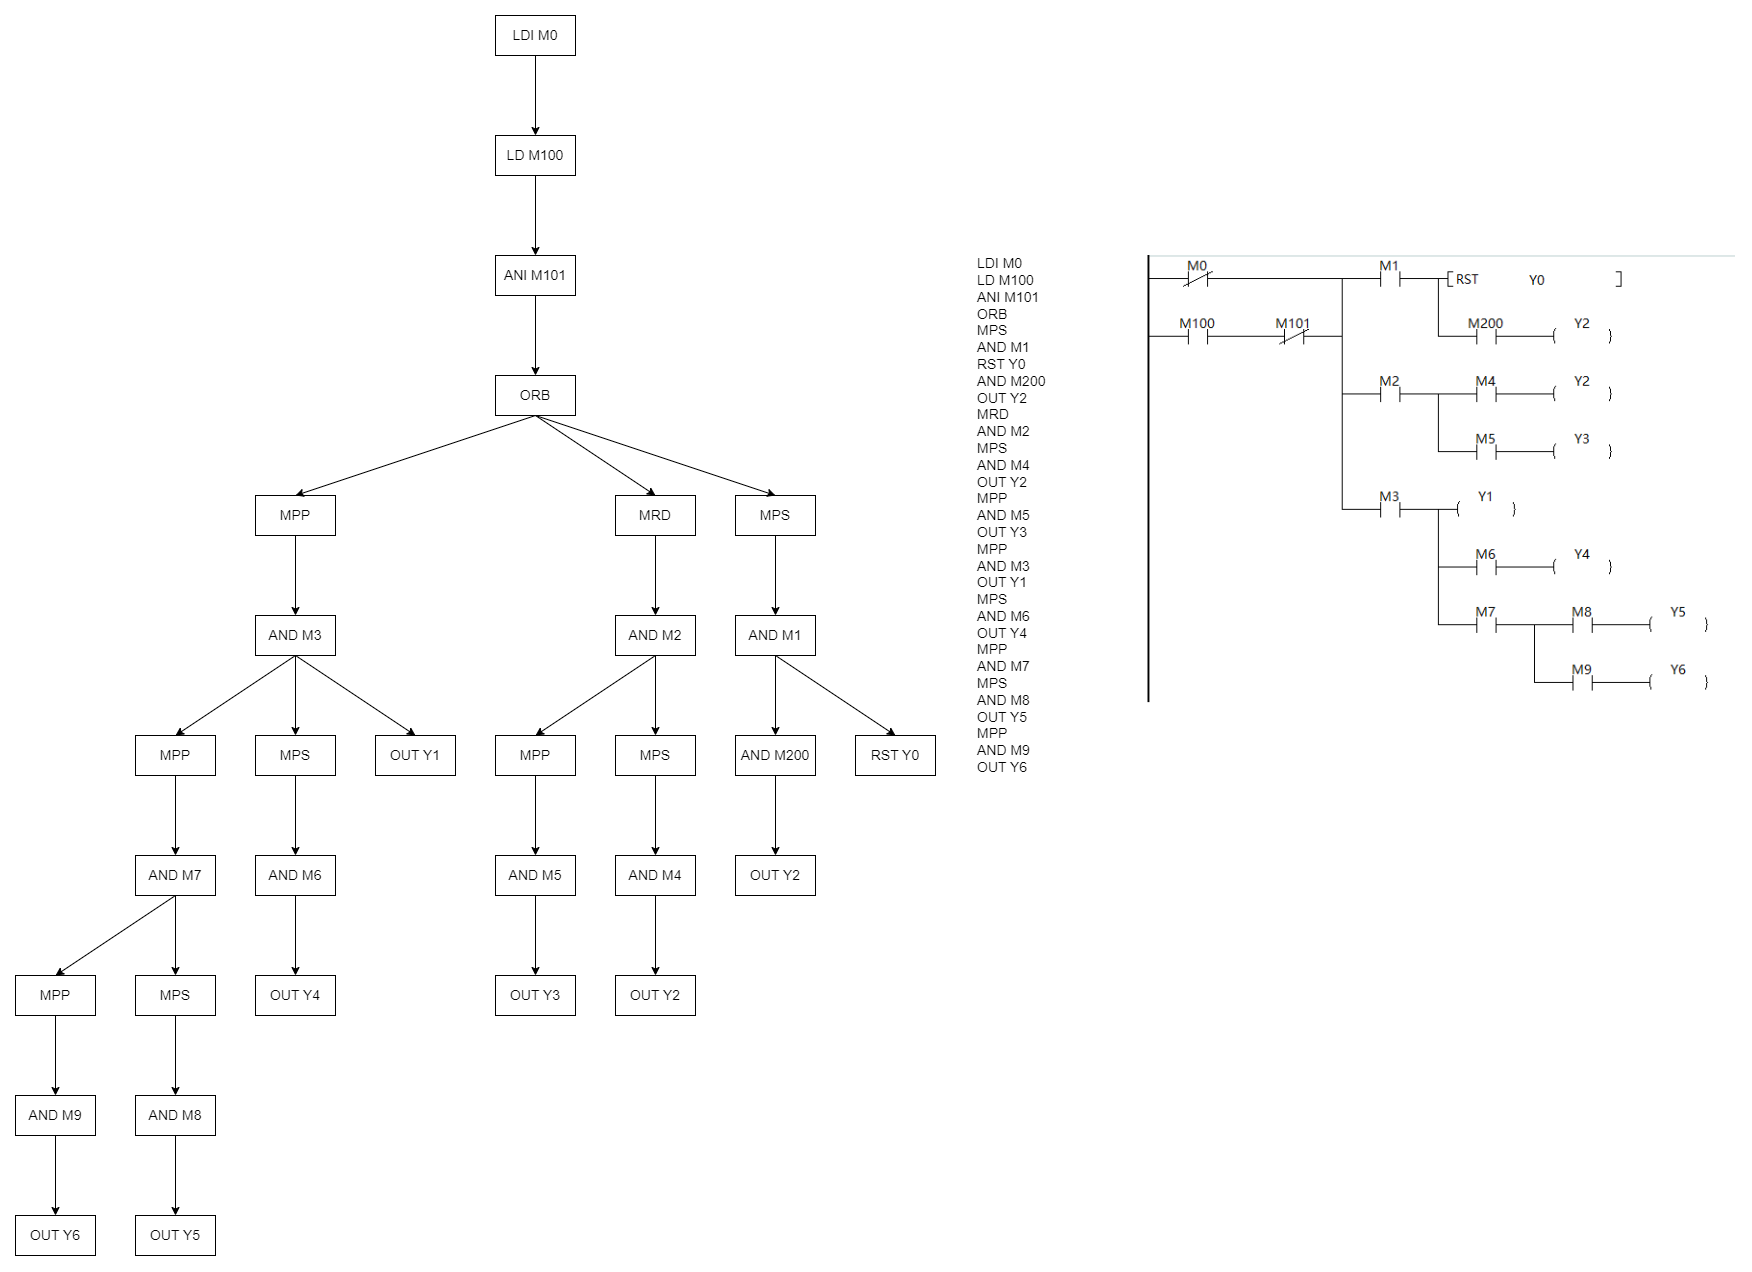 LDI M0
LD M100
ANI M101
ORB
MPP
MRD
MPS
AND M3
AND M2
AND M1
MPP
MPS
OUT Y1
MPP
MPS
AND M200
RST Y0
AND M7
AND M6
AND M5
AND M4
OUT Y2
MPP
MPS
OUT Y4
OUT Y3
OUT Y2
AND M9
AND M8
OUT Y6
OUT Y5
LDI M0
LD M100
ANI M101
ORB
MPS
AND M1
RST Y0
AND M200
OUT Y2
MRD
AND M2
MPS
AND M4
OUT Y2
MPP
AND M5
OUT Y3
MPP
AND M3
OUT Y1
MPS
AND M6
OUT Y4
MPP
AND M7
MPS
AND M8
OUT Y5
MPP
AND M9
OUT Y6
M0 M1
RST Y0
M100 M101 M200 Y2
M2 M4 Y2
M5 Y3
M3 Y1
M6 Y4
M7 M8 Y5
M9 Y6